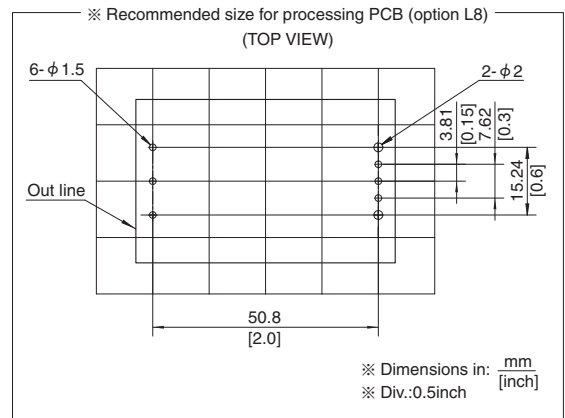 ※ Recommended size for processing PCB (option L8)
(TOP VIEW)
6-ϕ1.5
2-ϕ2
3.81
[0.15]
7.62
[0.3]
15.24
[0.6]
Out line
50.8
[2.0]
※ Dimensions in: mm
[inch]
※ Div.:0.5inch